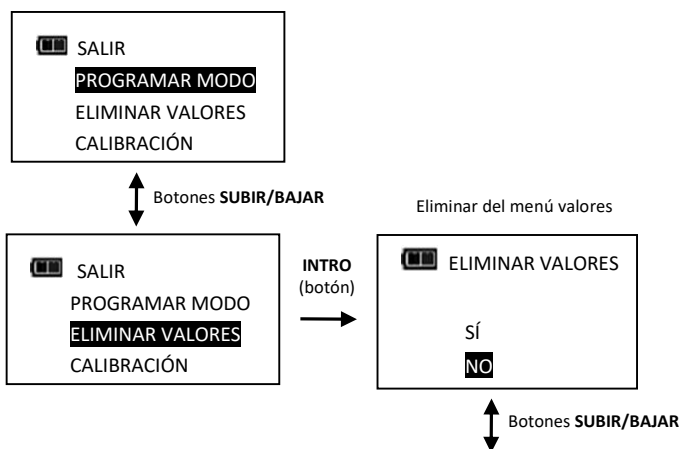 SALIR
PROGRAMAR MODO
ELIMINAR VALORES
CALIBRACIÓN
Botones SUBIR/BAJAR
SALIR
PROGRAMAR MODO
ELIMINAR VALORES
CALIBRACIÓN
INTRO
(botón)
Eliminar del menú valores
ELIMINAR VALORES
SÍ
NO
Botones SUBIR/BAJAR